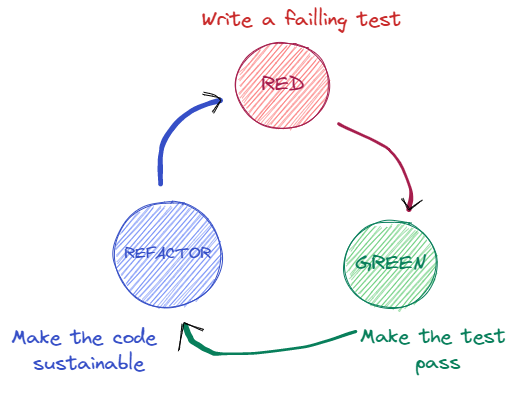 Write a failling test
RED
REFACTOR
GREEN
Make the code
sustainable
Make the test
pass